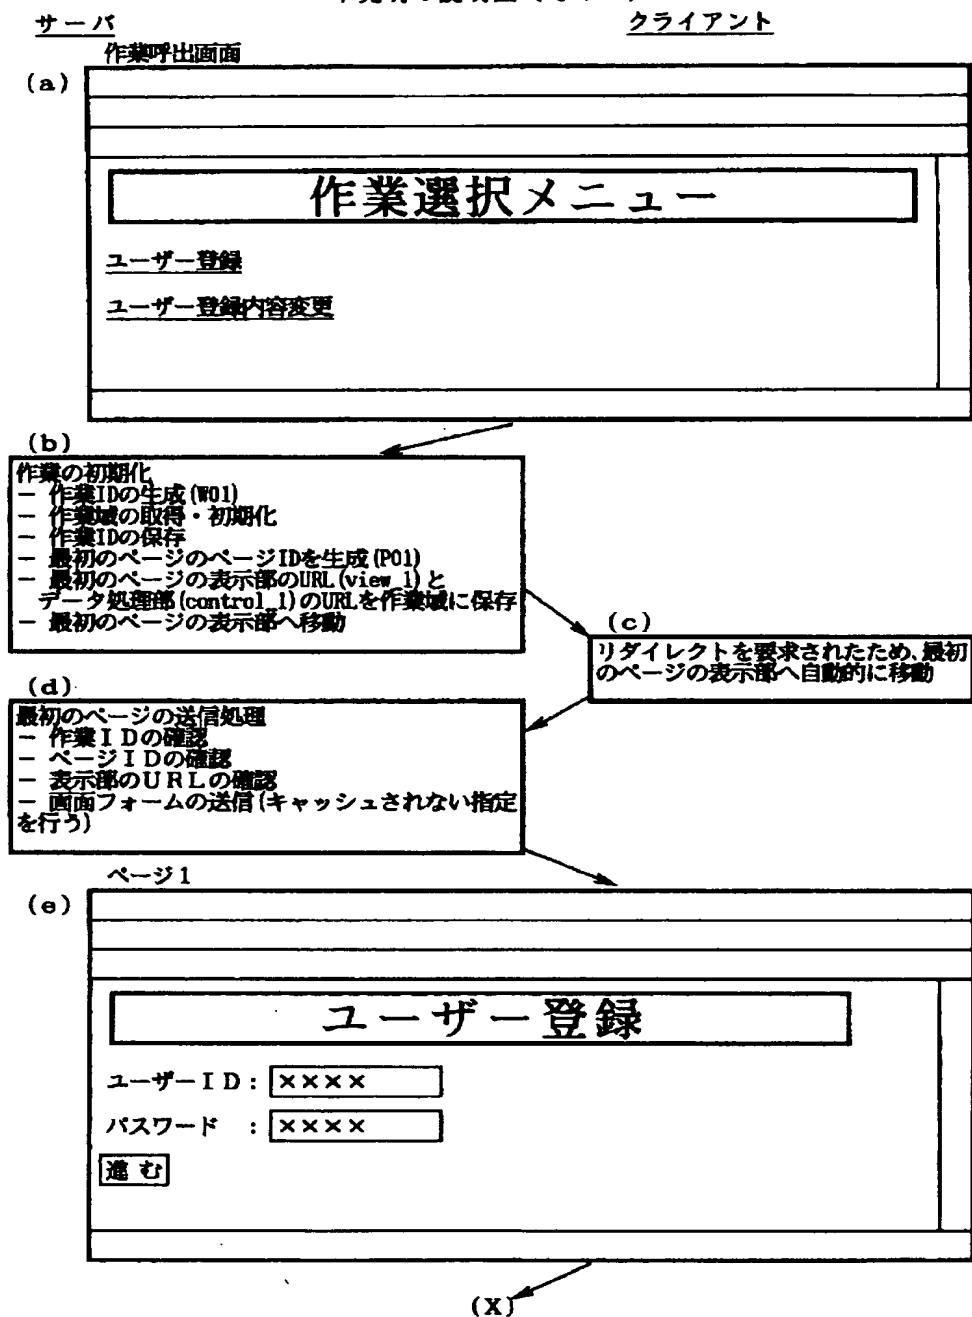 サーバ
クライアント
作業呼出画面
(a)
作業選択メニュー
ユーザー登録
ユーザー登録内容変更
(b)
作業の初期化
－ 作業IDの生成(W01)
－ 作業域の取得・初期化
－ 作業IDの保存
－ 最初のページのページIDを生成(P01)
－ 最初のページの表示部のURL(view_1)と
データ処理部(control_1)のURLを作業域に保存
－ 最初のページの表示部へ移動
(c)
リダイレクトを要求されたため、最初
のページの表示部へ自動的に移動
(d)
最初のページの送信処理
－ 作業ＩＤの確認
－ ページＩＤの確認
－ 表示部のＵＲＬの確認
－ 画面フォームの送信(キャッシュされない指定
を行う)
ページ１
(e)
ユーザー登録
ユーザーＩＤ：××××
パスワード ：××××
進 む
(X)